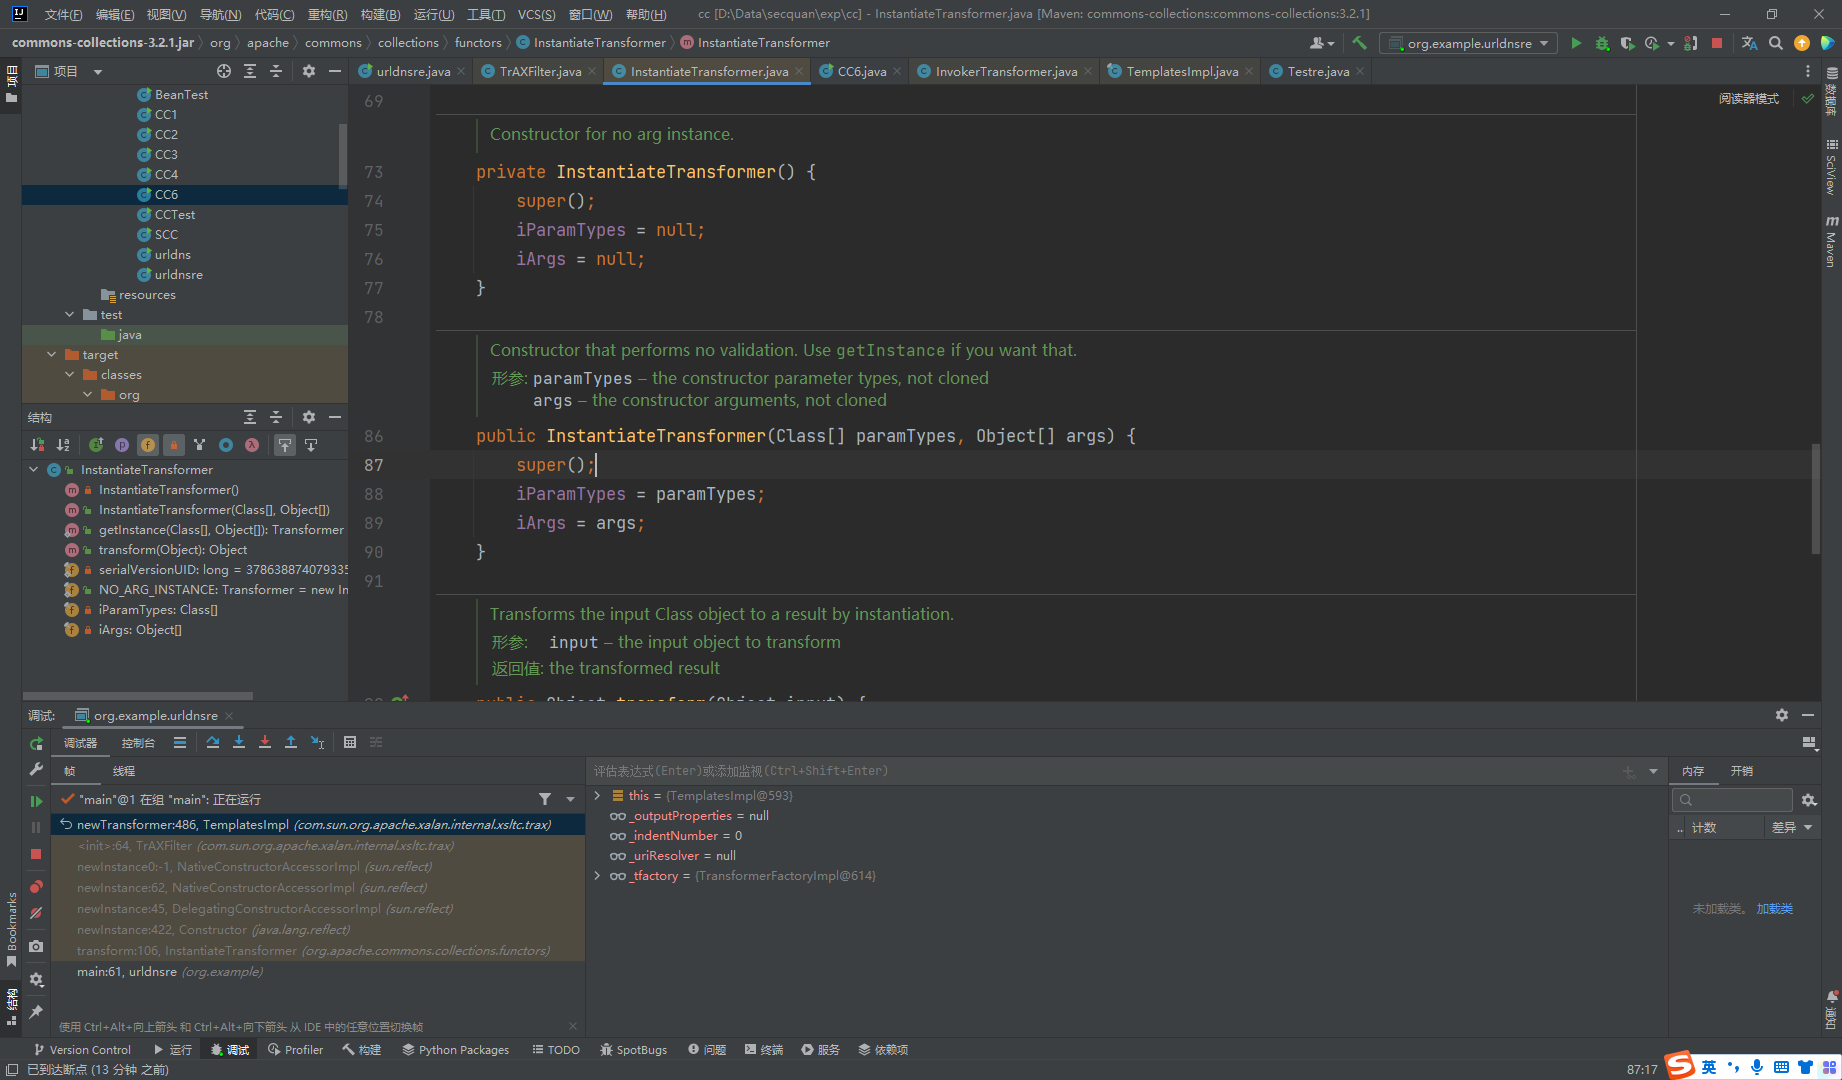 文件(F) 编辑(E) 视图(V) 导航(N) 代码(C) 重构(R) 构建(B) 运行(U) 工具(T) VCS(S) 窗口(W) 帮助(H) cc [D:\Data\secquan\exp\cc] - InstantiateTransformer.java [Maven: commons-collections:commons-collections:3.2.1]
commons-collections-3.2.1.jar org apache commons collections functors InstantiateTransformer InstantiateTransformer org.example.urldnsre
项目
urldnsre.java TrAXFilter.java InstantiateTransformer.java CC6.java InvokerTransformer.java TemplatesImpl.java Testre.java
项目
BeanTest
CC1
CC2
CC3
CC4
CC6
CCTest
SCC
urldns
urldnsre
resources
test
java
target
classes
org
结构
InstantiateTransformer
InstantiateTransformer()
InstantiateTransformer(Class[], Object[])
getInstance(Class[], Object[]): Transformer
transform(Object): Object
serialVersionUID: long = 378638874079335
NO_ARG_INSTANCE: Transformer = new In
iParamTypes: Class[]
iArgs: Object[]
阅读器模式
69
Constructor for no arg instance.
73 private InstantiateTransformer() {
74 super();
75 iParamTypes = null;
76 iArgs = null;
77 }
78
Constructor that performs no validation. Use getInstance if you want that.
形参: paramTypes – the constructor parameter types, not cloned
args – the constructor arguments, not cloned
86 public InstantiateTransformer(Class[] paramTypes, Object[] args) {
87 super();
88 iParamTypes = paramTypes;
89 iArgs = args;
90 }
91
Transforms the input Class object to a result by instantiation.
形参: input – the input object to transform
返回值: the transformed result
public Object transform(Object input) {
数据库
SciView
Maven
调试: org.example.urldnsre
调试器 控制台
帧 线程
"main"@1 在组 "main": 正在运行
newTransformer:486, TemplatesImpl (com.sun.org.apache.xalan.internal.xsltc.trax)
<init>:64, TrAXFilter (com.sun.org.apache.xalan.internal.xsltc.trax)
newInstance0:-1, NativeConstructorAccessorImpl (sun.reflect)
newInstance:62, NativeConstructorAccessorImpl (sun.reflect)
newInstance:45, DelegatingConstructorAccessorImpl (sun.reflect)
newInstance:422, Constructor (java.lang.reflect)
transform:106, InstantiateTransformer (org.apache.commons.collections.functors)
main:61, urldnsre (org.example)
使用 Ctrl+Alt+向上箭头 和 Ctrl+Alt+向下箭头 从 IDE 中的任意位置切换帧
评估表达式(Enter)或添加监视(Ctrl+Shift+Enter)
this = {TemplatesImpl@593}
_outputProperties = null
_indentNumber = 0
_uriResolver = null
_tfactory = {TransformerFactoryImpl@614}
内存 开销
.. 计数 差异
未加载类。 加载类
Bookmarks
结构
通知
Version Control 运行 调试 Profiler 构建 Python Packages TODO SpotBugs 问题 终端 服务 依赖项
已到达断点 (13 分钟 之前)
87:17
英